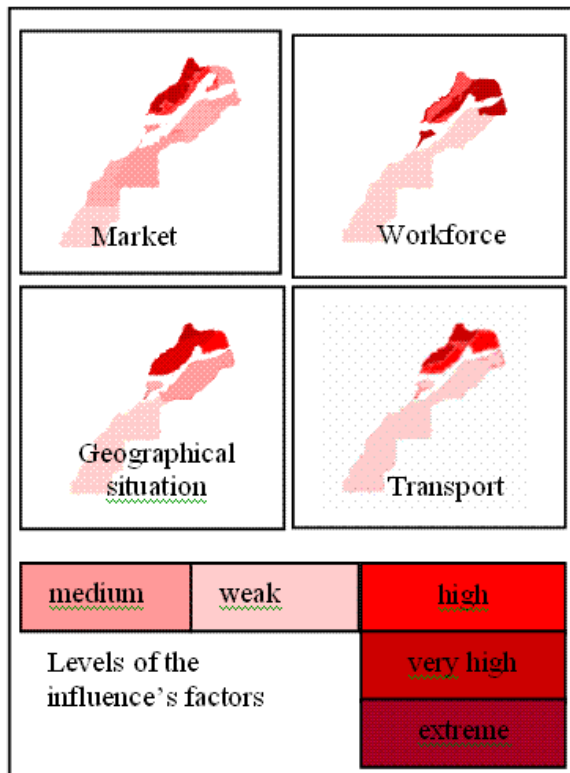 Market
Workforce
Geographical
situation
Transport
medium
weak
high
Levels of the
influence's factors
very high
extreme